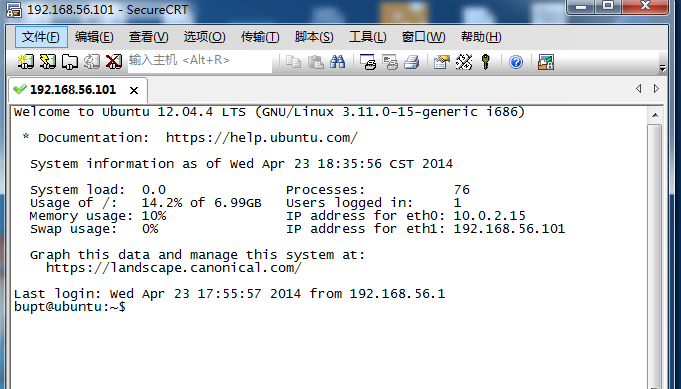 192.168.56.101 - SecureCRT
文件(F) 编辑(E) 查看(V) 选项(O) 传输(T) 脚本(S) 工具(L) 窗口(W) 帮助(H)
输入主机 <Alt+R>
192.168.56.101 x
Welcome to Ubuntu 12.04.4 LTS (GNU/Linux 3.11.0-15-generic i686)
* Documentation:  https://help.ubuntu.com/
System information as of Wed Apr 23 18:35:56 CST 2014
System load:  0.0               Processes:           76
Usage of /:   14.2% of 6.99GB   Users logged in:     1
Memory usage: 10%               IP address for eth0: 10.0.2.15
Swap usage:   0%                IP address for eth1: 192.168.56.101
Graph this data and manage this system at:
https://landscape.canonical.com/
Last login: Wed Apr 23 17:55:57 2014 from 192.168.56.1
bupt@ubuntu:~$